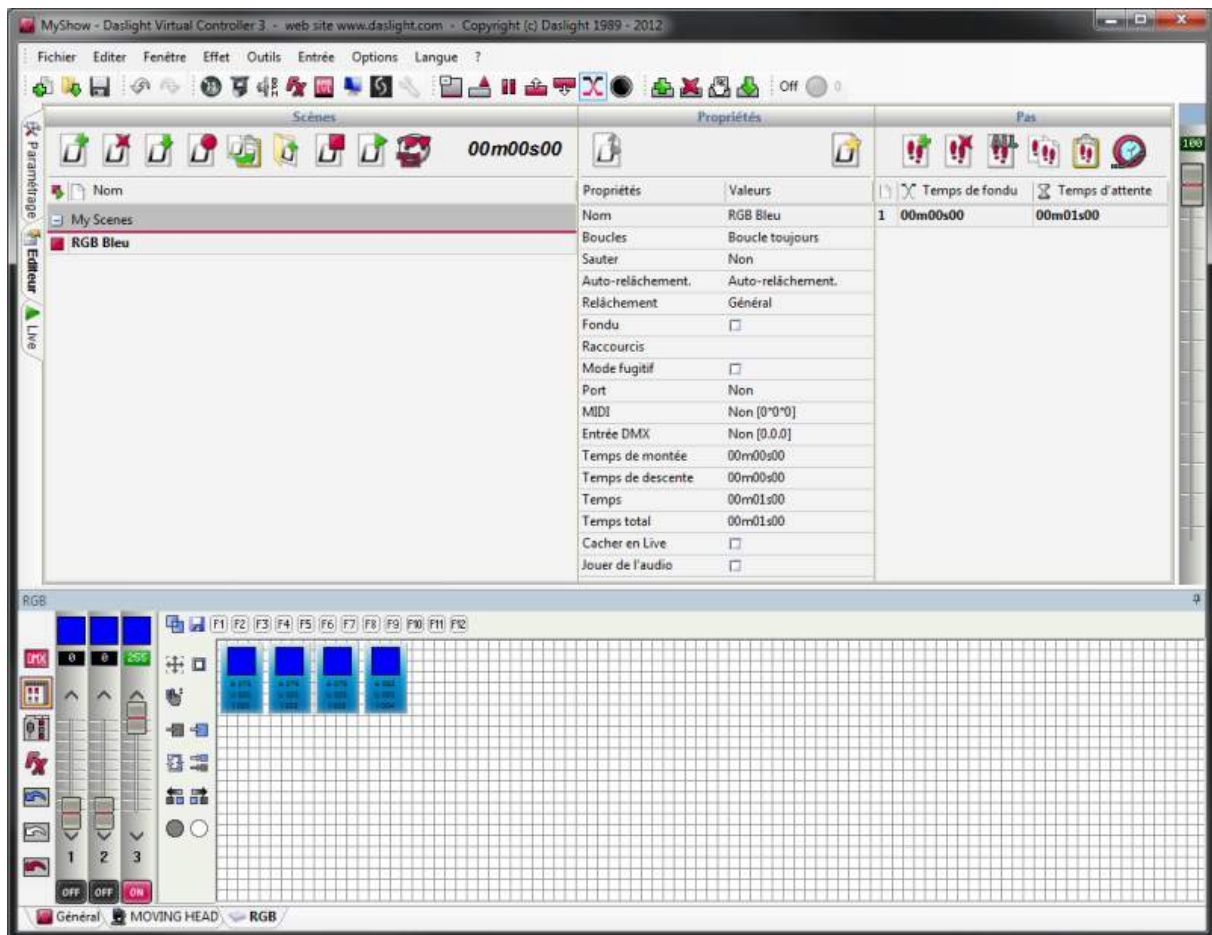 MyShow - Daslight Virtual Controller 3 - web site www.daslight.com - Copyright (c) Daslight 1989 - 2012
Fichier Editer Fenêtre Effet Outils Entrée Options Langue ?
Off 0
Scènes Propriétés Pas
00m00s00
100
Paramétrage
Editeur
Live
Nom
Propriétés Valeurs
Temps de fondu Temps d'attente
My Scenes
Nom RGB Bleu
1 00m00s00 00m01s00
RGB Bleu
Boucles Boucle toujours
Sauter Non
Auto-relâchement. Auto-relâchement.
Relâchement Général
Fondu
Raccourcis
Mode fugitif
Port Non
MIDI Non [0*0*0]
Entrée DMX Non [0.0.0]
Temps de montée 00m00s00
Temps de descente 00m00s00
Temps 00m01s00
Temps total 00m01s00
Cacher en Live
Jouer de l'audio
RGB
F1 F2 F3 F4 F5 F6 F7 F8 F9 F10 F11 F12
DMX 0 0 255
Fx
1 2 3
OFF OFF ON
Général MOVING HEAD RGB